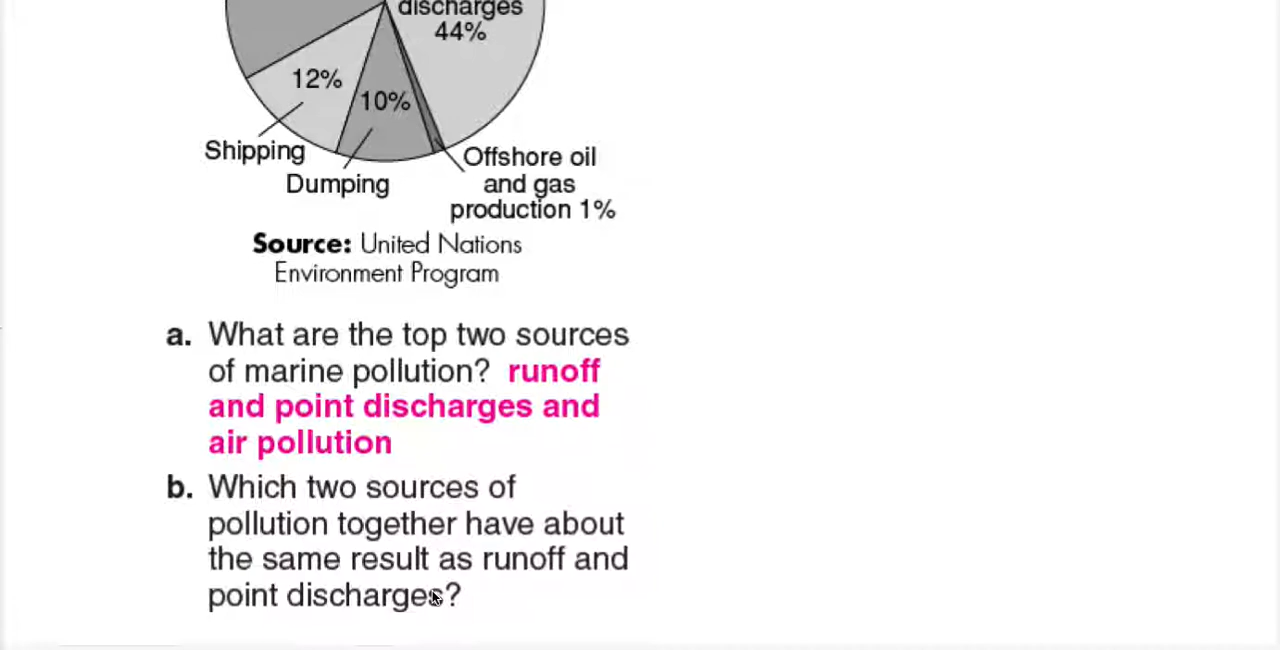 discharges
44%
12%
10%
Shipping
Dumping
Offshore oil
and gas
production 1%
Source: United Nations
Environment Program
a. What are the top two sources
of marine pollution? runoff
and point discharges and
air pollution
b. Which two sources of
pollution together have about
the same result as runoff and
point discharges?